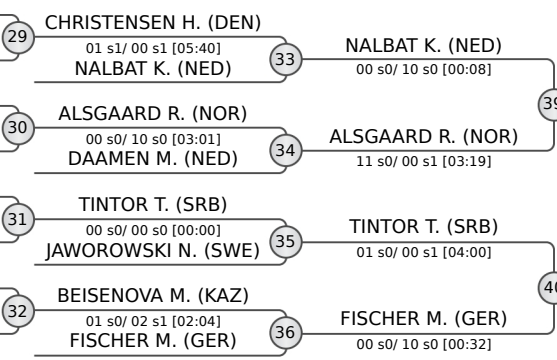 CHRISTENSEN H. (DEN)
29
01 s1/ 00 s1 [05:40]
NALBAT K. (NED)
33
NALBAT K. (NED)
00 s0/ 10 s0 [00:08]
39
ALSGAARD R. (NOR)
30
00 s0/ 10 s0 [03:01]
DAAMEN M. (NED)
34
ALSGAARD R. (NOR)
11 s0/ 00 s1 [03:19]
TINTOR T. (SRB)
31
00 s0/ 00 s0 [00:00]
JAWOROWSKI N. (SWE)
35
TINTOR T. (SRB)
01 s0/ 00 s1 [04:00]
40
BEISENOVA M. (KAZ)
32
01 s0/ 02 s1 [02:04]
FISCHER M. (GER)
36
FISCHER M. (GER)
00 s0/ 10 s0 [00:32]